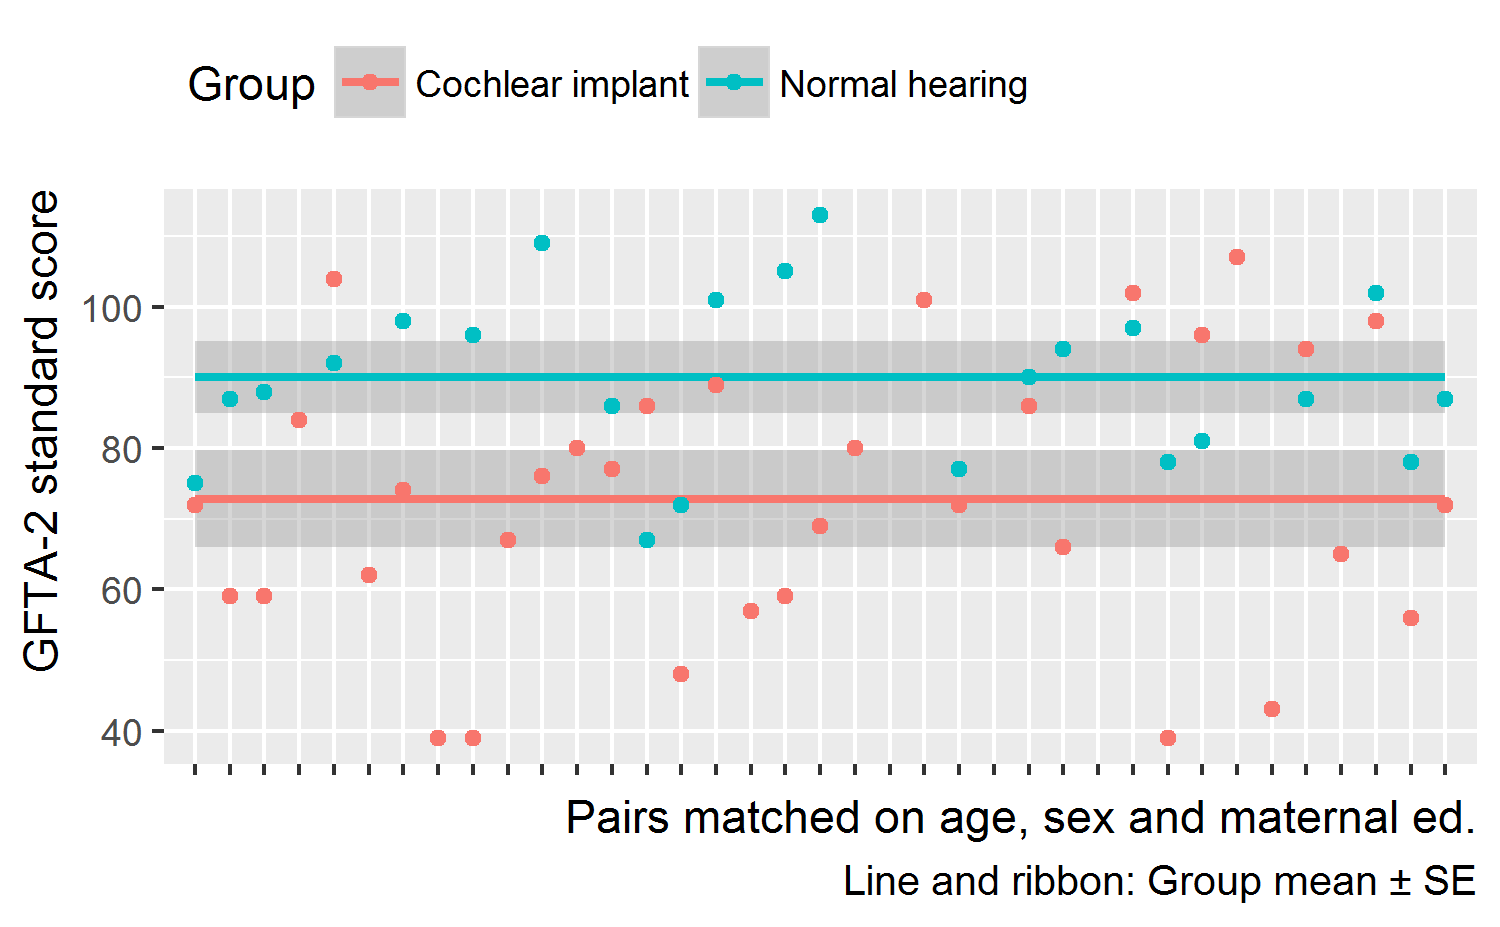 Group Cochlear implant Normal hearing
GFTA-2 standard score
100
80
60
40
Pairs matched on age, sex and maternal ed.
Line and ribbon: Group mean ± SE